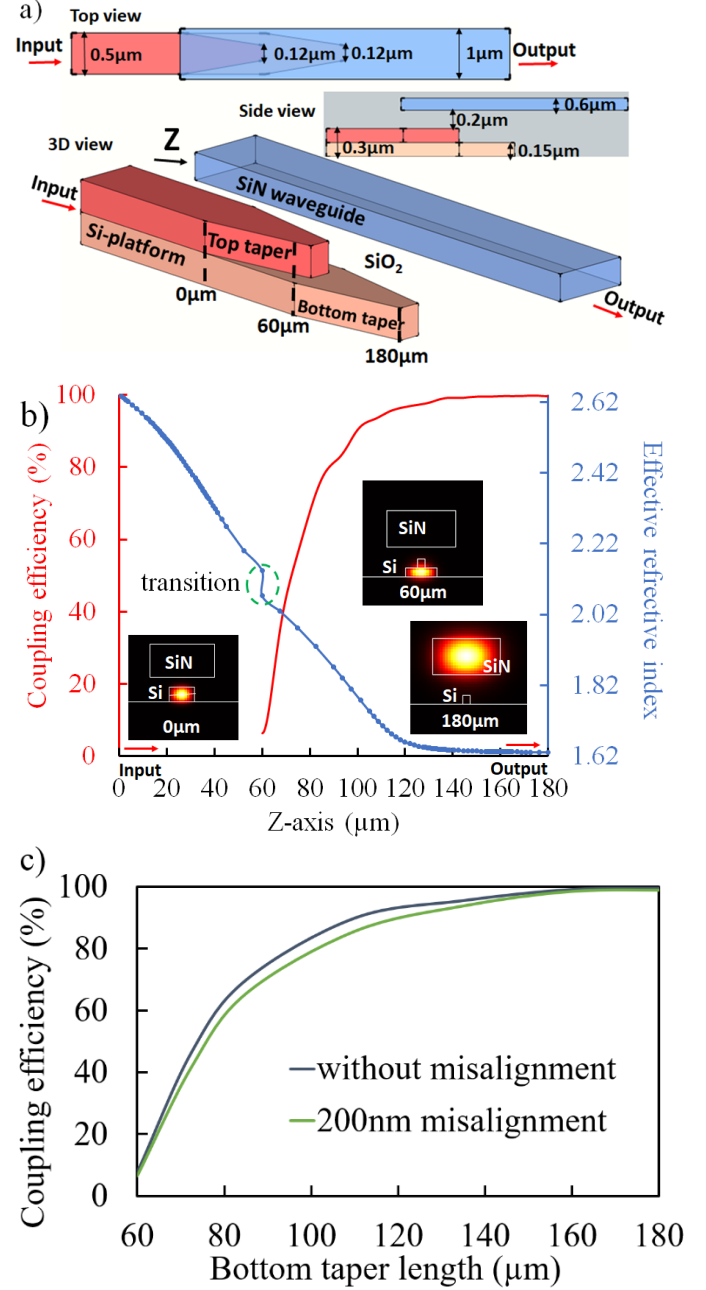 a)
Top view
Input
0.5µm
0.12µm
0.12µm
1µm
Output
Side view
0.6µm
0.2µm
0.3µm
0.15µm
3D view
Z
Input
SiN waveguide
Si-platform
Top taper
SiO2
0µm
60µm
Bottom taper
180µm
Output
b)
Coupling efficiency (%)
100
80
60
40
20
0
2.62
2.42
2.22
2.02
1.82
1.62
Effective refrective index
transition
SiN
Si
60µm
SiN
Si
0µm
SiN
Si
180µm
Input
Output
0 20 40 60 80 100 120 140 160 180
Z-axis (µm)
c)
Coupling efficiency (%)
100
80
60
40
20
0
without misalignment
200nm misalignment
60 80 100 120 140 160 180
Bottom taper length (µm)